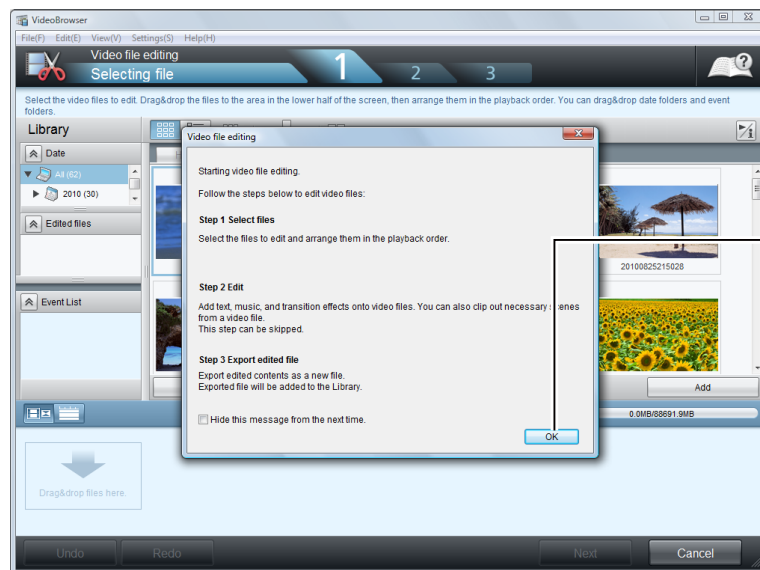 VideoBrowser
File(F) Edit(E) View(V) Settings(S) Help(H)
Video file editing
Selecting file
1 2 3
Select the video files to edit. Drag&drop the files to the area in the lower half of the screen, then arrange them in the playback order. You can drag&drop date folders and event
folders.
Library
Date
All (62)
2010 (30)
Edited files
Event List
Video file editing
Starting video file editing.
Follow the steps below to edit video files:
Step 1 Select files
Select the files to edit and arrange them in the playback order.
Step 2 Edit
Add text, music, and transition effects onto video files. You can also clip out necessary scenes
from a video file.
This step can be skipped.
Step 3 Export edited file
Export edited contents as a new file.
Exported file will be added to the Library.
Hide this message from the next time.
OK
20100825215028
Add
0.0MB/88691.9MB
Drag&drop files here.
Undo Redo Next Cancel